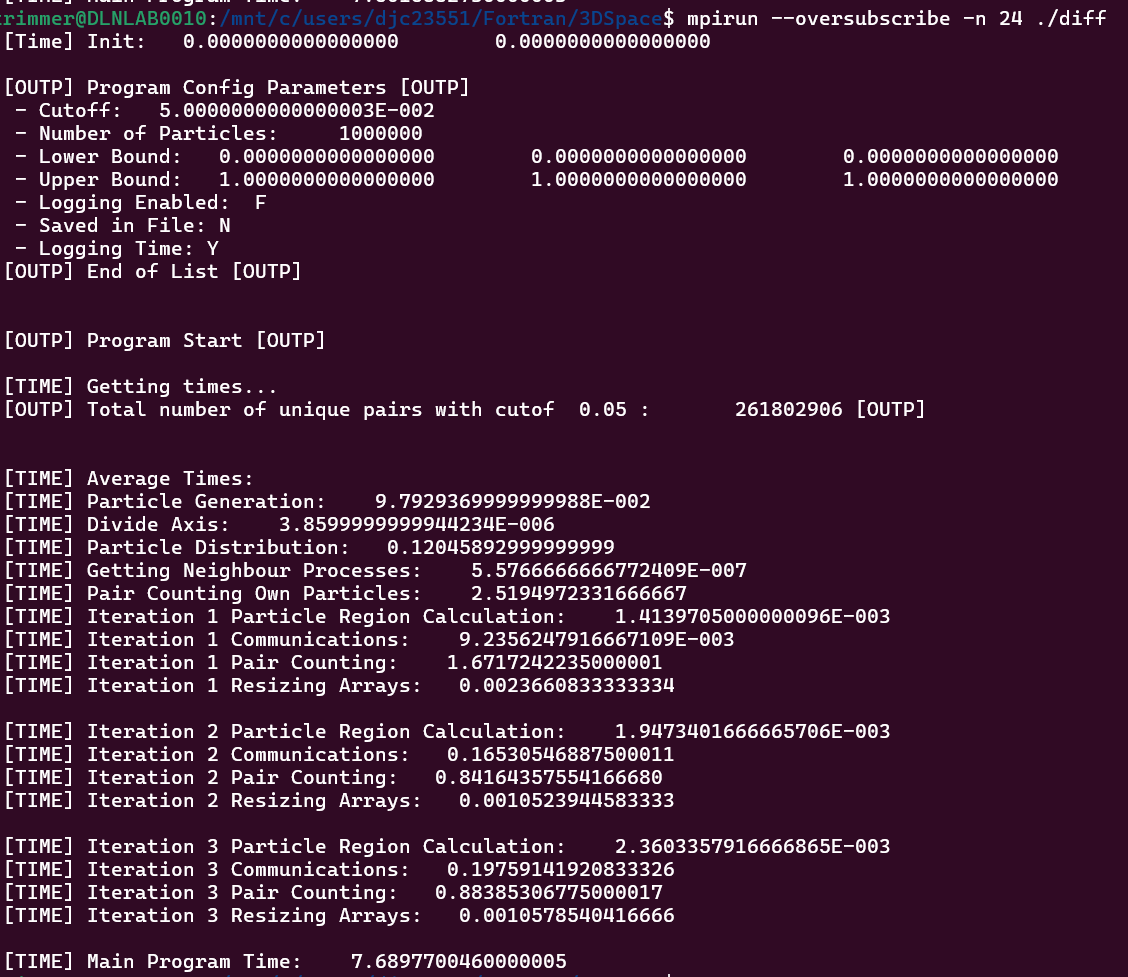 trimmer@DLNLAB0010:/mnt/c/users/djc23551/Fortran/3DSpace$ mpirun --oversubscribe -n 24 ./diff
[Time] Init:   0.0000000000000000        0.0000000000000000
[OUTP] Program Config Parameters [OUTP]
 - Cutoff:   5.0000000000000003E-002
 - Number of Particles:     1000000
 - Lower Bound:   0.0000000000000000        0.0000000000000000        0.0000000000000000
 - Upper Bound:   1.0000000000000000        1.0000000000000000        1.0000000000000000
 - Logging Enabled:  F
 - Saved in File: N
 - Logging Time: Y
[OUTP] End of List [OUTP]
[OUTP] Program Start [OUTP]
[TIME] Getting times...
[OUTP] Total number of unique pairs with cutof  0.05 :       261802906 [OUTP]
[TIME] Average Times:
[TIME] Particle Generation:    9.7929369999999988E-002
[TIME] Divide Axis:    3.8599999999944234E-006
[TIME] Particle Distribution:   0.12045892999999999
[TIME] Getting Neighbour Processes:    5.5766666666772409E-007
[TIME] Pair Counting Own Particles:    2.5194972331666667
[TIME] Iteration 1 Particle Region Calculation:    1.4139705000000096E-003
[TIME] Iteration 1 Communications:    9.2356247916667109E-003
[TIME] Iteration 1 Pair Counting:    1.6717242235000001
[TIME] Iteration 1 Resizing Arrays:   0.0023660833333334
[TIME] Iteration 2 Particle Region Calculation:    1.9473401666665706E-003
[TIME] Iteration 2 Communications:   0.16530546887500011
[TIME] Iteration 2 Pair Counting:   0.84164357554166680
[TIME] Iteration 2 Resizing Arrays:   0.0010523944583333
[TIME] Iteration 3 Particle Region Calculation:    2.3603357916666865E-003
[TIME] Iteration 3 Communications:   0.19759141920833326
[TIME] Iteration 3 Pair Counting:   0.88385306775000017
[TIME] Iteration 3 Resizing Arrays:   0.0010578540416666
[TIME] Main Program Time:    7.6897700460000005